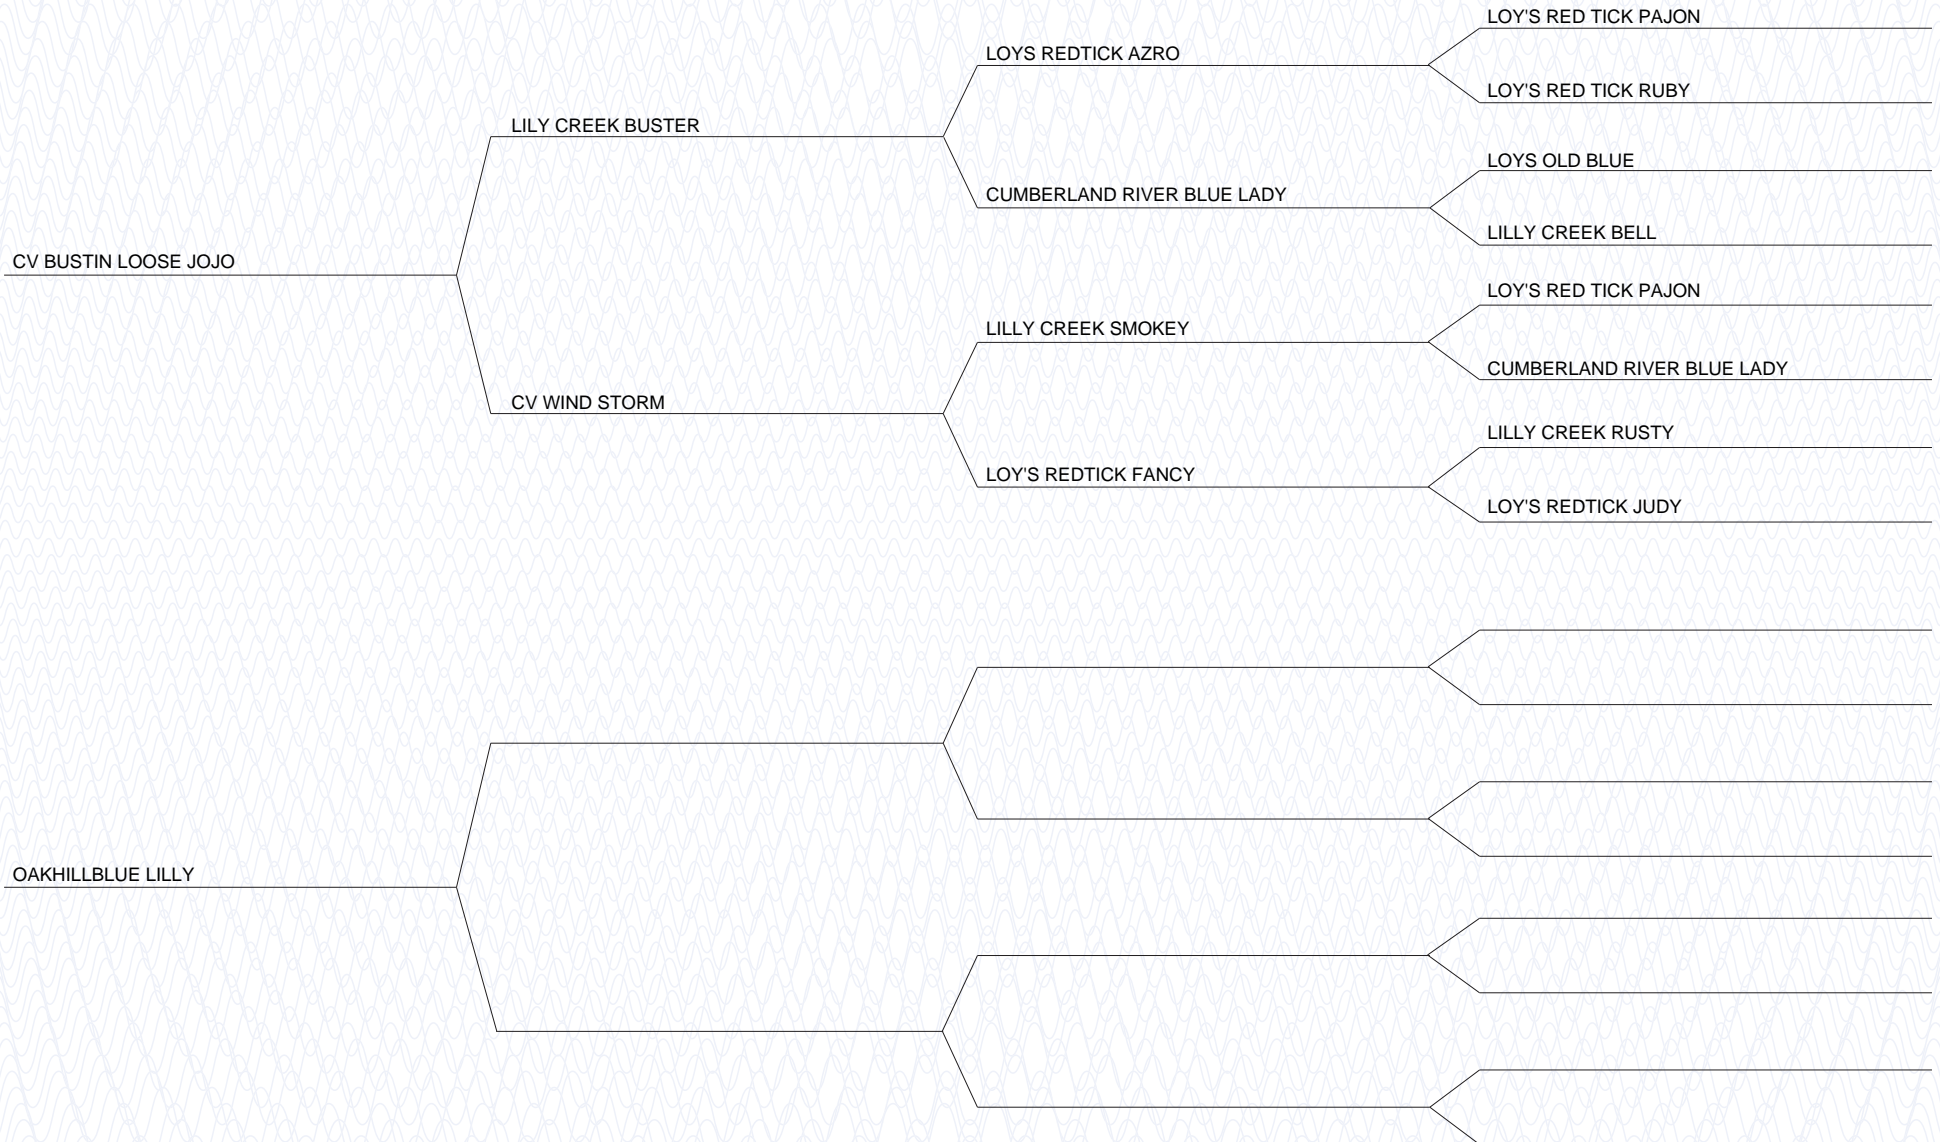 LOY'S RED TICK PAJON
LOYS REDTICK AZRO
LOY'S RED TICK RUBY
LILY CREEK BUSTER
LOYS OLD BLUE
CUMBERLAND RIVER BLUE LADY
LILLY CREEK BELL
CV BUSTIN LOOSE JOJO
LOY'S RED TICK PAJON
LILLY CREEK SMOKEY
CUMBERLAND RIVER BLUE LADY
CV WIND STORM
LILLY CREEK RUSTY
LOY'S REDTICK FANCY
LOY'S REDTICK JUDY
OAKHILLBLUE LILLY